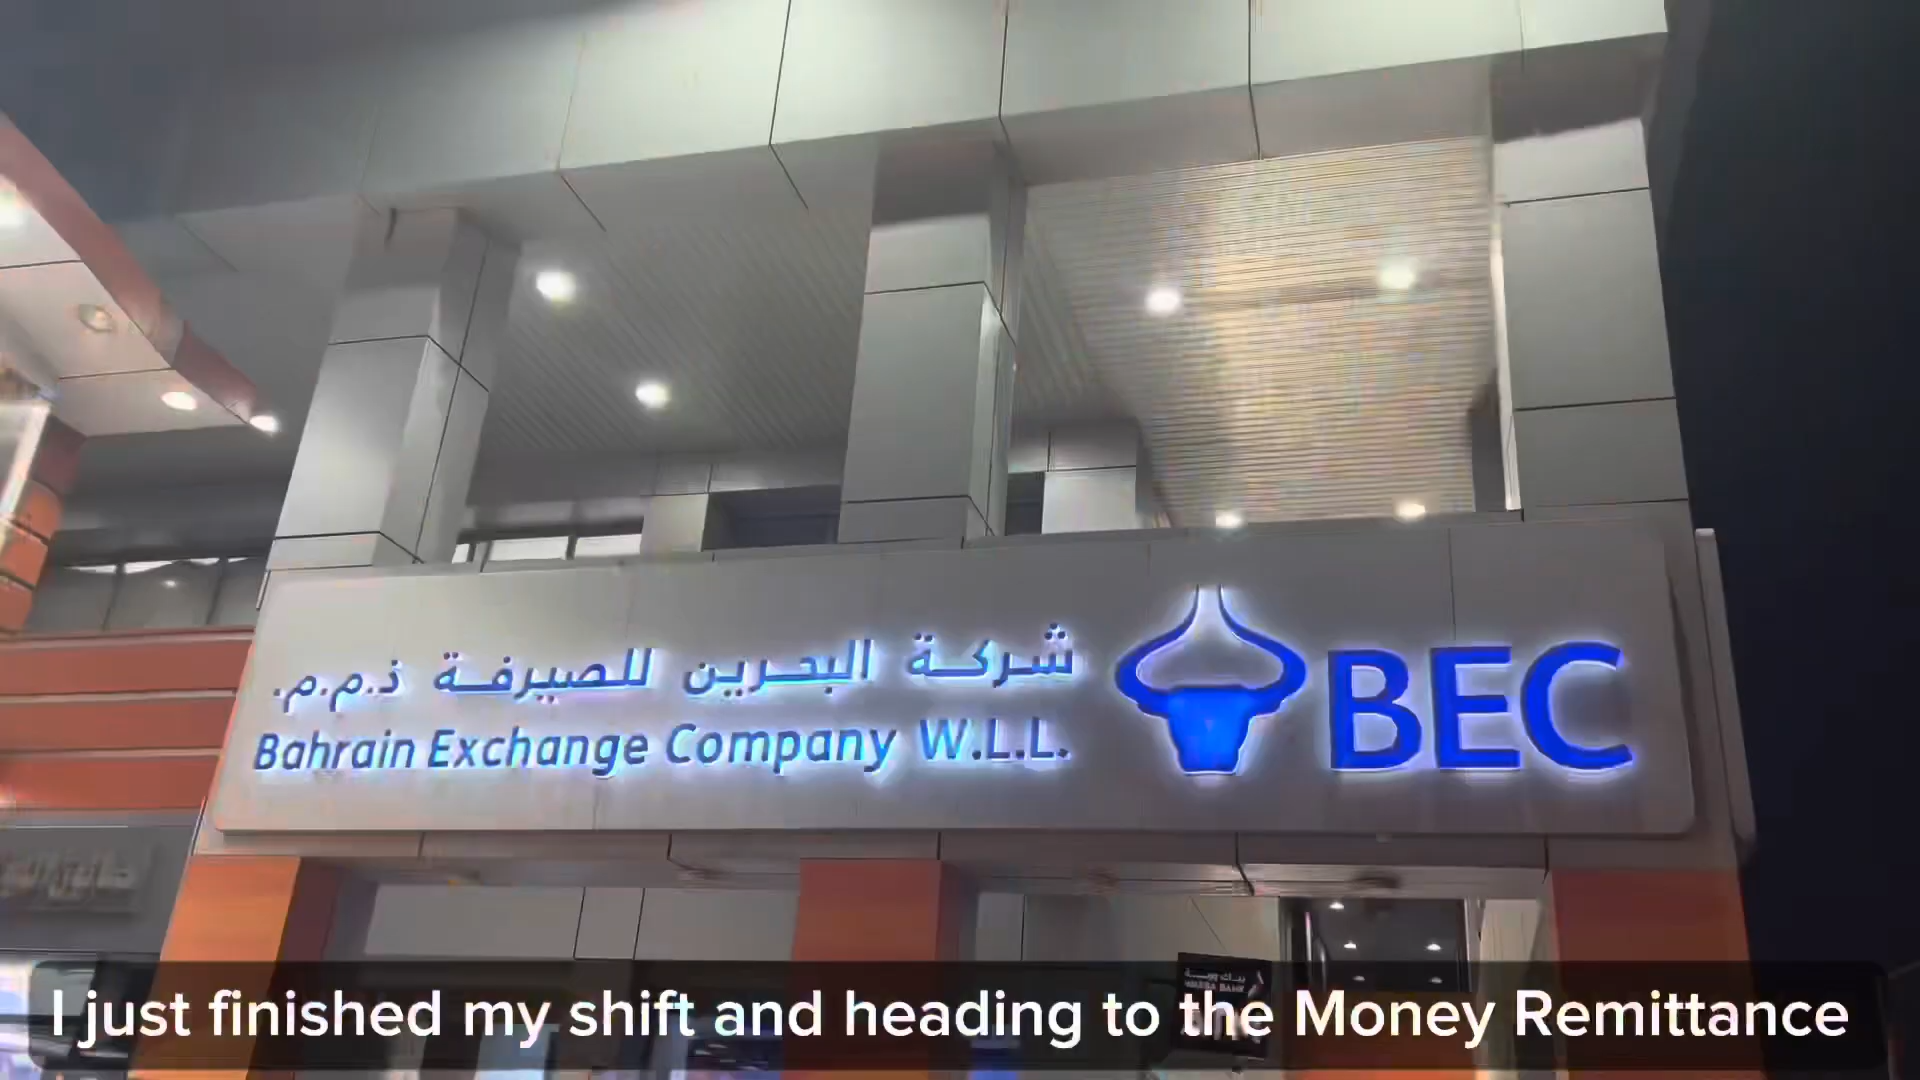 شركة البحرين للصيرفة ذ.م.م.
Bahrain Exchange Company W.L.L.
BEC
I just finished my shift and heading to the Money Remittance